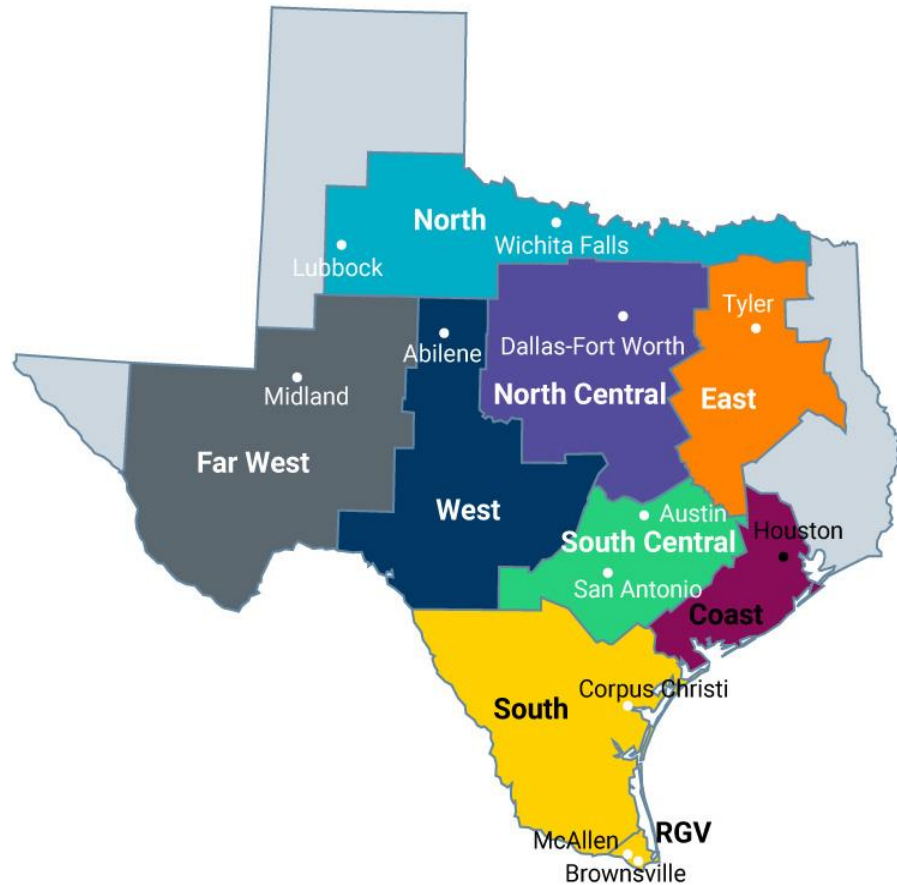 North
Wichita Falls
Lubbock
Tyler
Abilene
Dallas-Fort Worth
Midland
North Central
East
Far West
West
Austin
Houston
South Central
San Antonio
Coast
Corpus Christi
South
RGV
McAllen
Brownsville